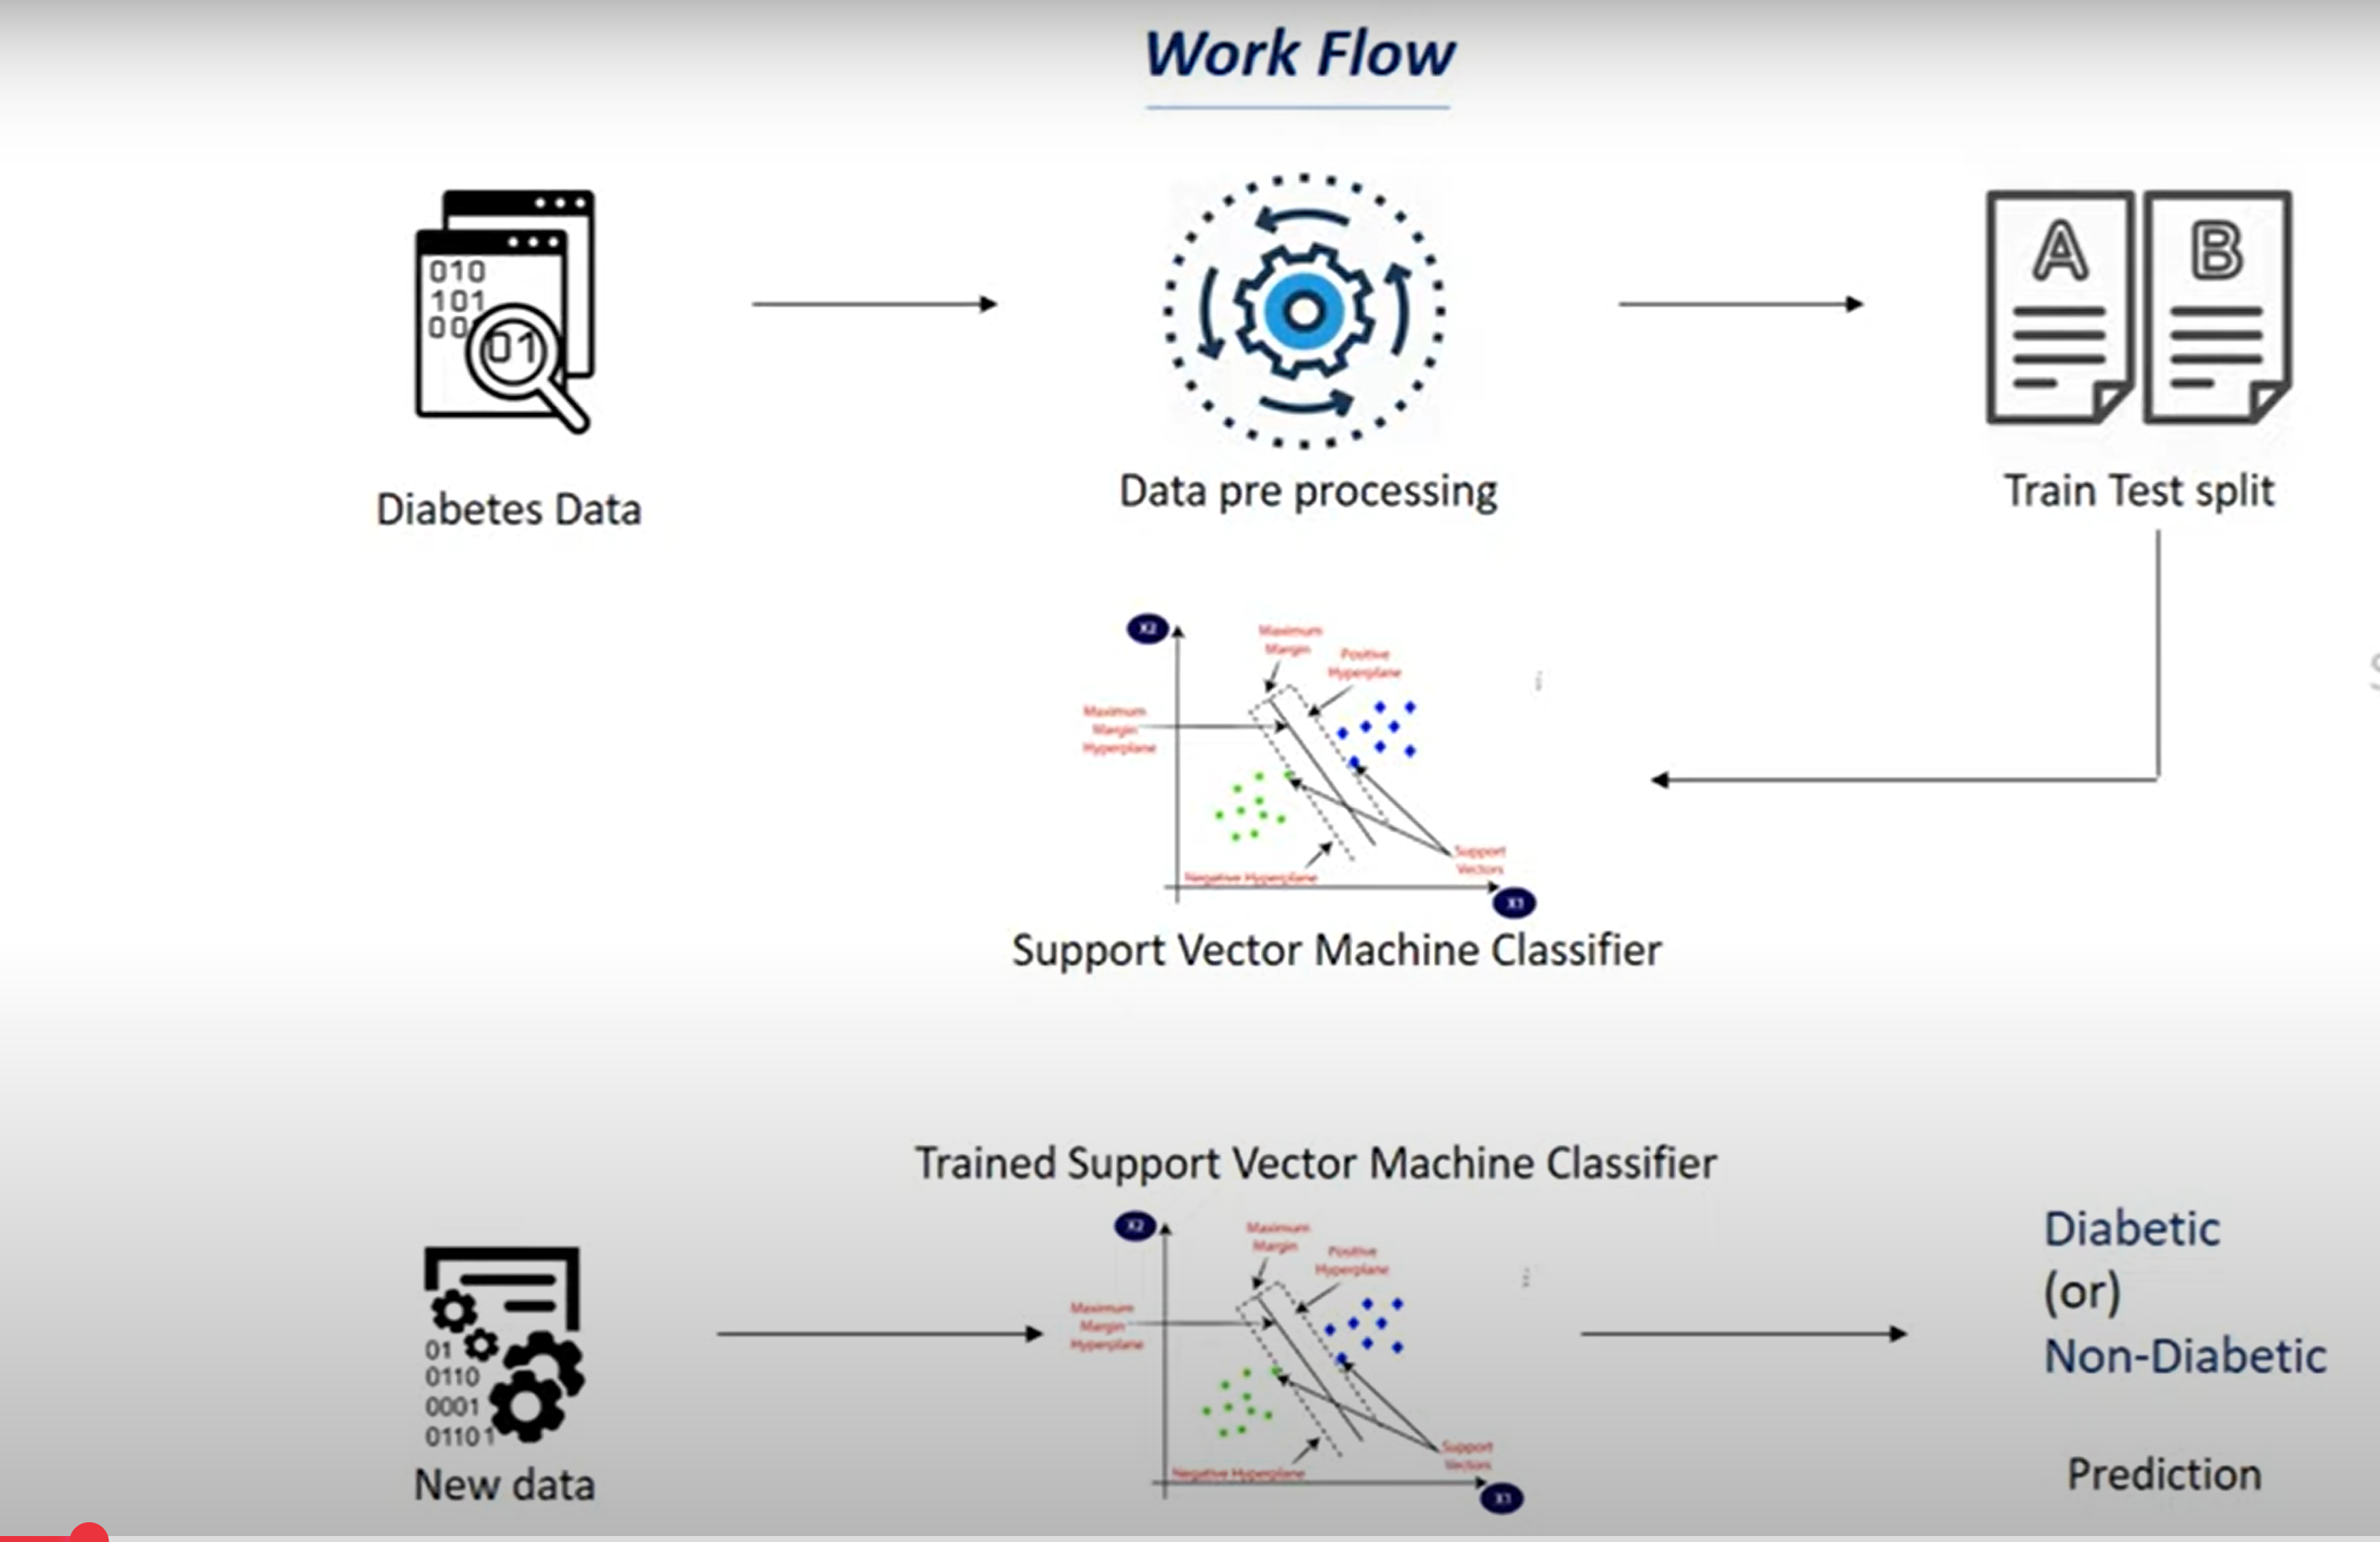 Work Flow
010
101
00
01
A
B
Diabetes Data
Data pre processing
Train Test split
X2
Maximum
Margin
Positive
Hyperplane
Maximum
Margin
Hyperplane
Support
Vectors
Negative Hyperplane
X1
Support Vector Machine Classifier
Trained Support Vector Machine Classifier
X2
Maximum
Margin
Positive
Hyperplane
Maximum
Margin
Hyperplane
Support
Vectors
Negative Hyperplane
X1
01
0110
0001
01101
New data
Diabetic
(or)
Non-Diabetic
Prediction